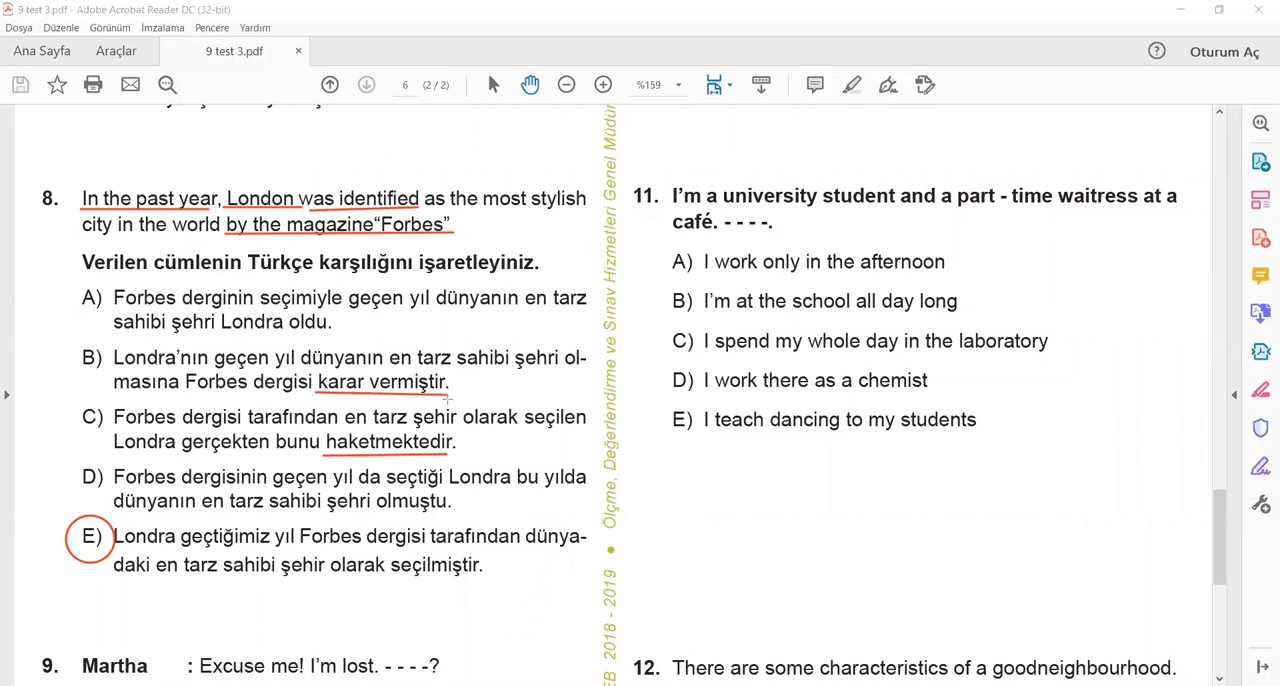 9 test 3.pdf - Adobe Acrobat Reader DC (32-bit)
Dosya Düzenle Görünüm İmzalama Pencere Yardım
Ana Sayfa Araçlar 9 test 3.pdf × Oturum Aç
6 (2 / 2) %159
8. In the past year, London was identified as the most stylish
city in the world by the magazine“Forbes”
Verilen cümlenin Türkçe karşılığını işaretleyiniz.
A) Forbes derginin seçimiyle geçen yıl dünyanın en tarz
sahibi şehri Londra oldu.
B) Londra’nın geçen yıl dünyanın en tarz sahibi şehri ol-
masına Forbes dergisi karar vermiştir.
C) Forbes dergisi tarafından en tarz şehir olarak seçilen
Londra gerçekten bunu haketmektedir.
D) Forbes dergisinin geçen yıl da seçtiği Londra bu yılda
dünyanın en tarz sahibi şehri olmuştu.
E) Londra geçtiğimiz yıl Forbes dergisi tarafından dünya-
daki en tarz sahibi şehir olarak seçilmiştir.
9. Martha : Excuse me! I’m lost. - - - -?
EB 2018 - 2019 ● Ölçme, Değerlendirme ve Sınav Hizmetleri Genel Müdür
11. I’m a university student and a part - time waitress at a
café. - - - -.
A) I work only in the afternoon
B) I’m at the school all day long
C) I spend my whole day in the laboratory
D) I work there as a chemist
E) I teach dancing to my students
12. There are some characteristics of a goodneighbourhood.